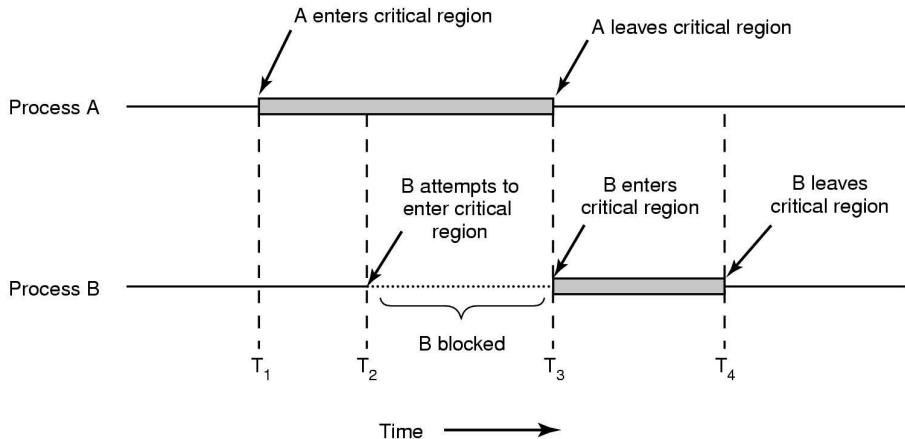 A enters critical region
A leaves critical region
Process A
B attempts to
enter critical
region
B enters
critical region
B leaves
critical region
Process B
B blocked
T1
T2
T3
T4
Time